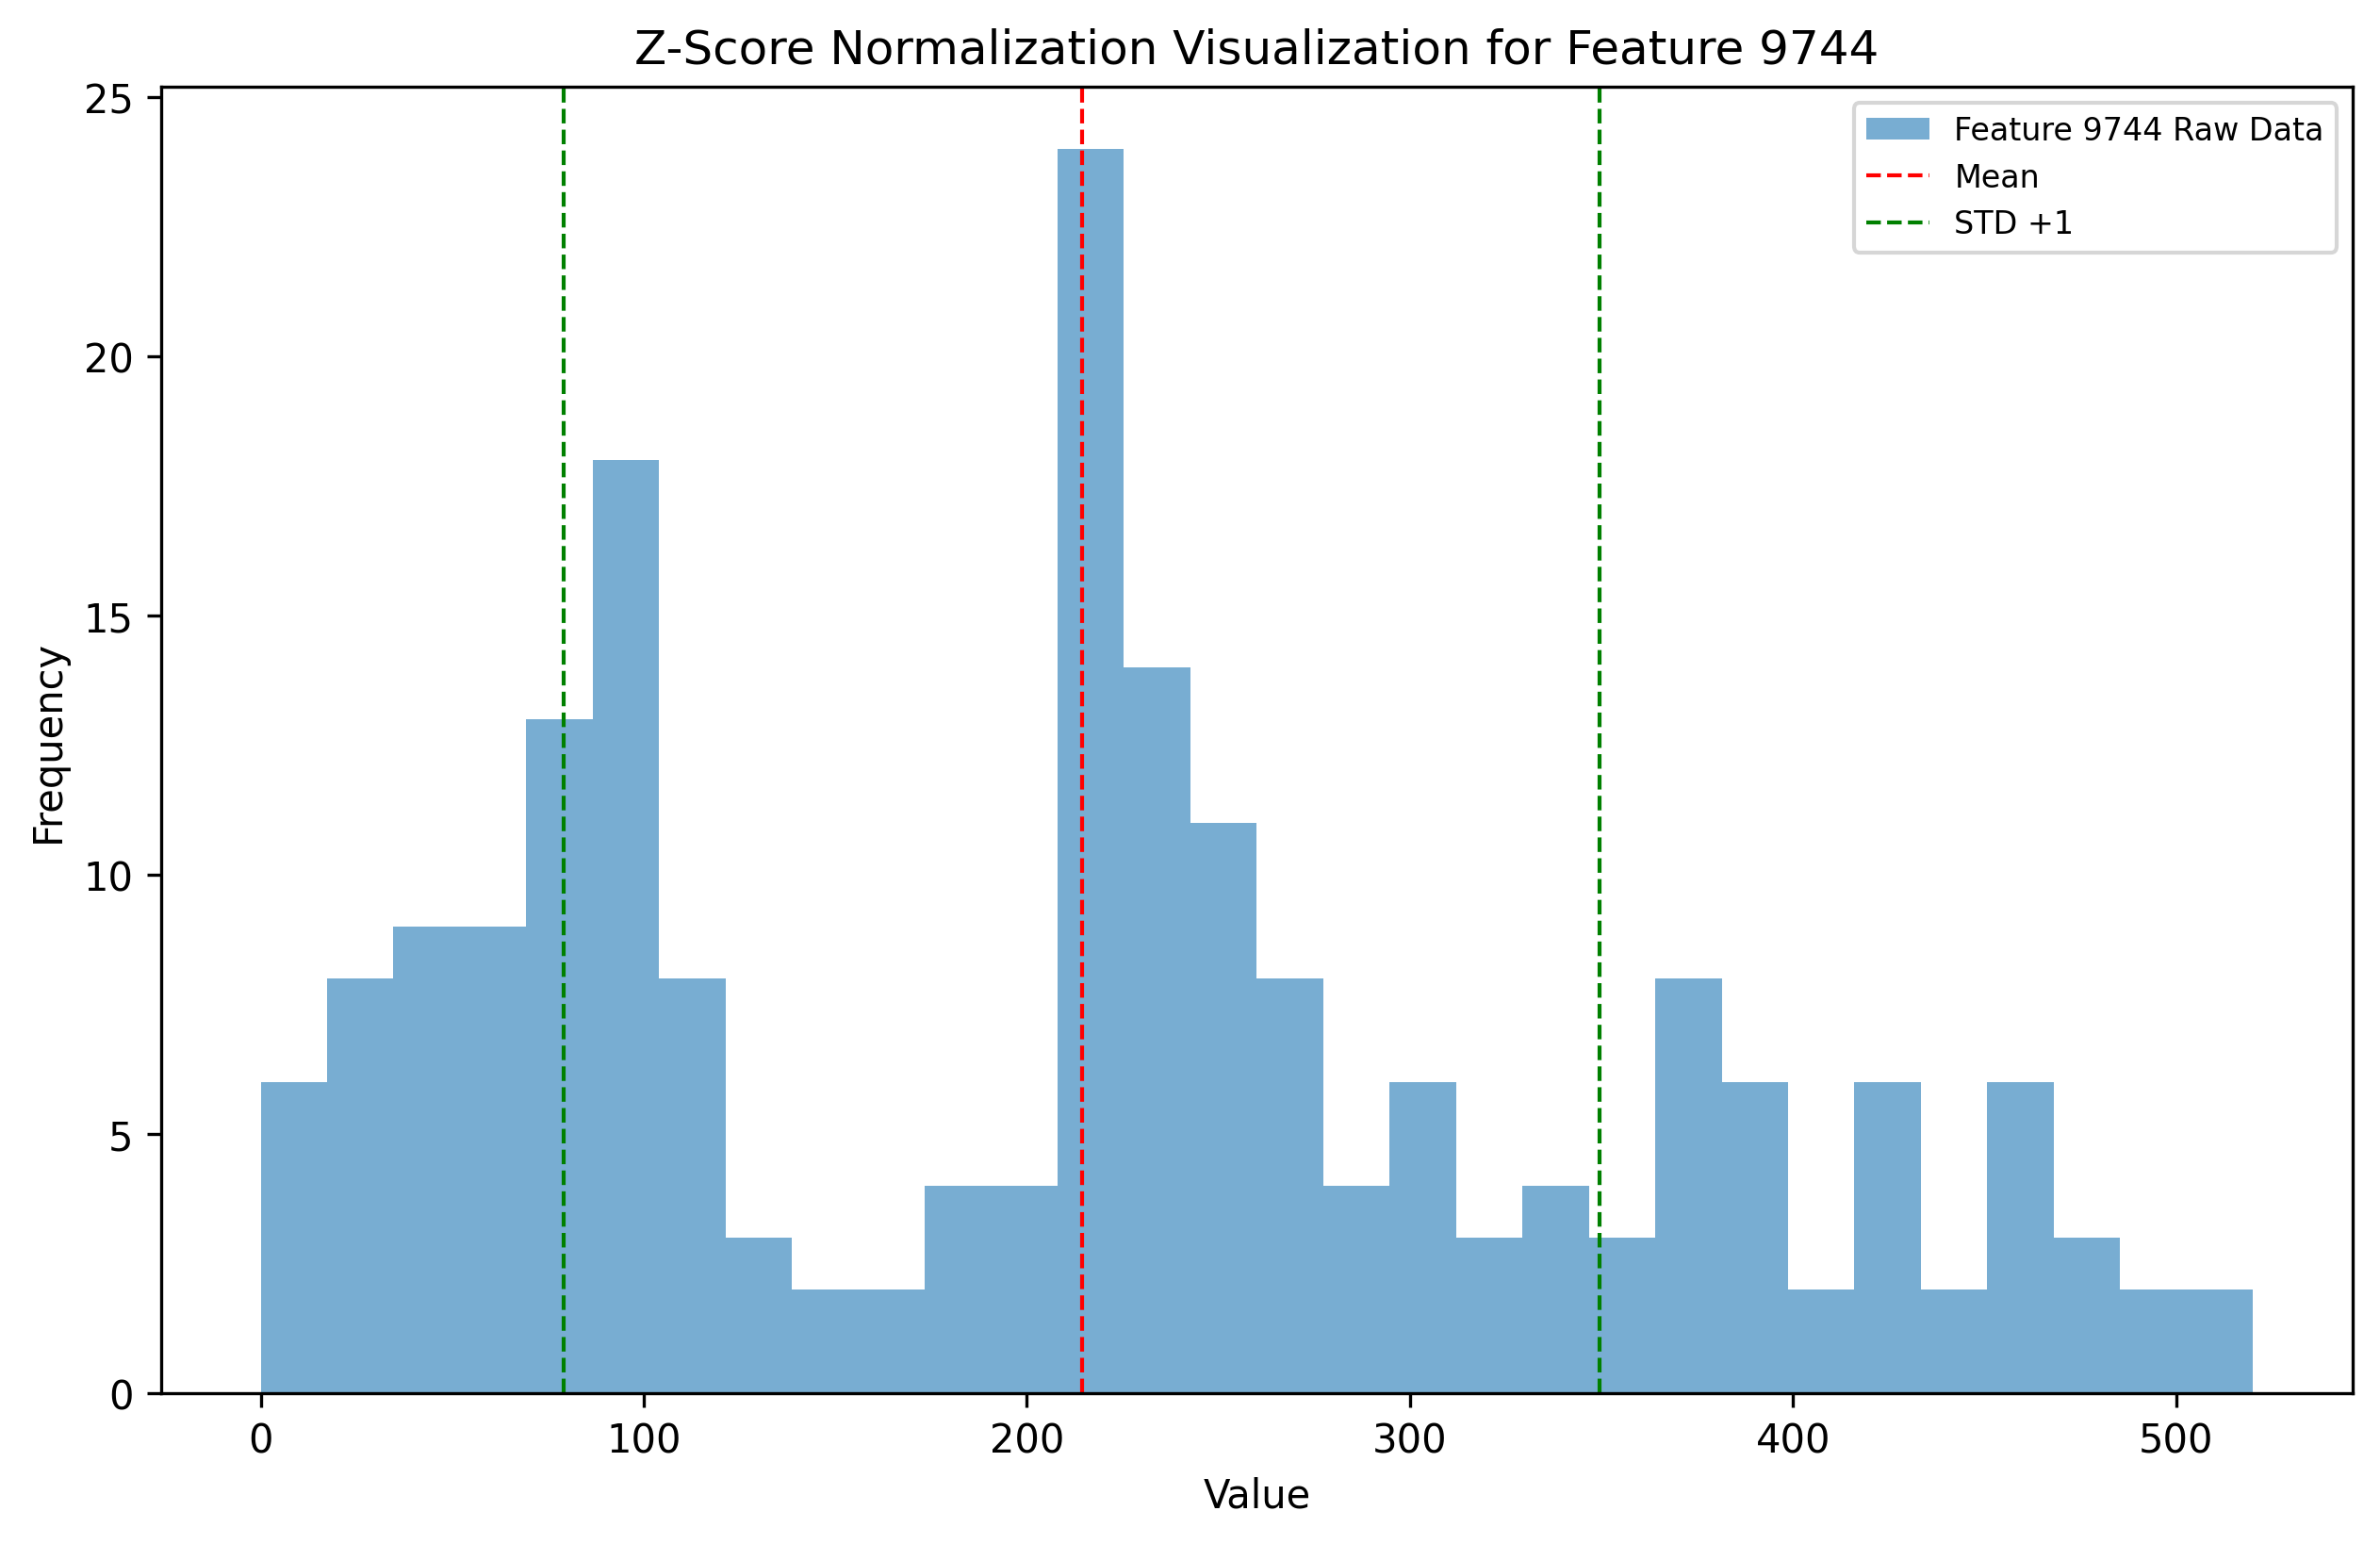 Z-Score Normalization Visualization for Feature 9744
Feature 9744 Raw Data
Mean
STD +1
25
20
15
10
5
0
Frequency
0 100 200 300 400 500
Value